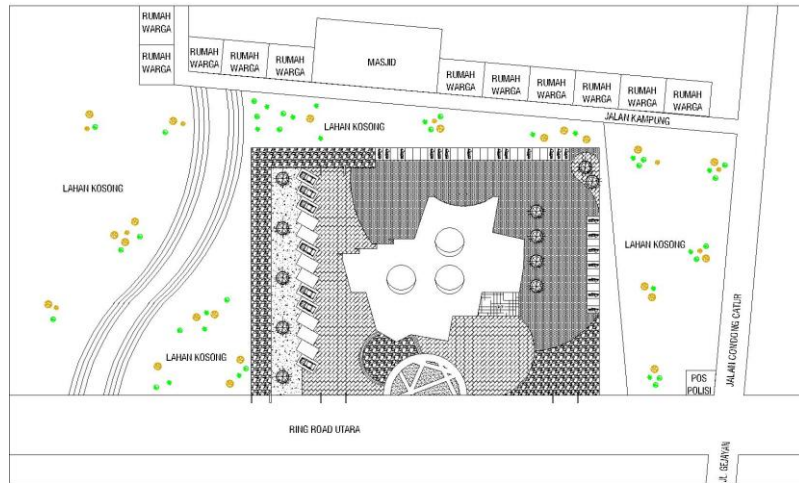 RUMAH
WARGA
RUMAH
WARGA
RUMAH
WARGA
RUMAH
WARGA
RUMAH
WARGA
MASJID
RUMAH
WARGA
RUMAH
WARGA
RUMAH
WARGA
RUMAH
WARGA
RUMAH
WARGA
RUMAH
WARGA
JALAN KAMPUNG
LAHAN KOSONG
LAHAN KOSONG
LAHAN KOSONG
LAHAN KOSONG
JALAN CONDONG CATUR
POS
POLISI
RING ROAD UTARA
JL. GEJAYAN